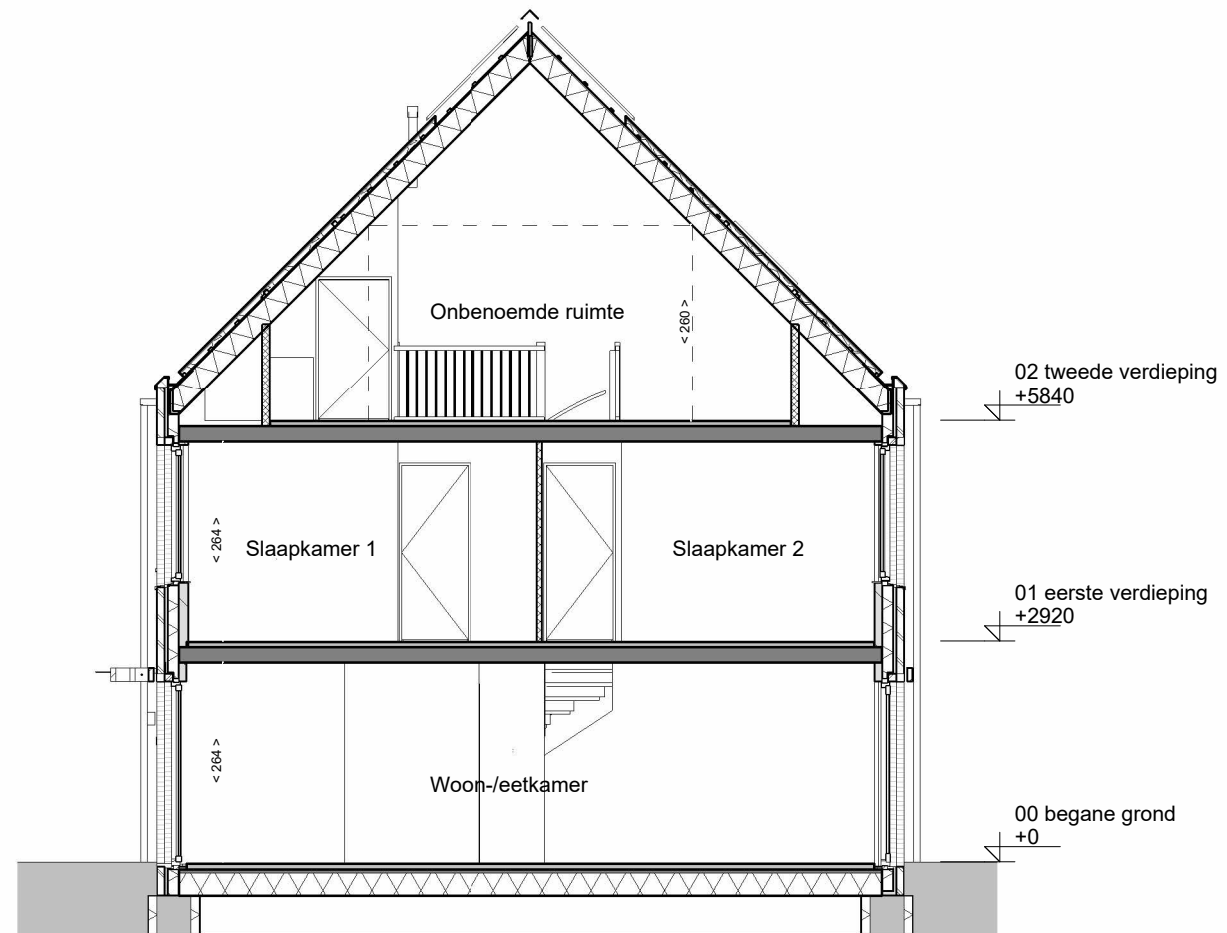 Onbenoemde ruimte
< 260 >
02 tweede verdieping
+5840
< 264 >
Slaapkamer 1
Slaapkamer 2
01 eerste verdieping
+2920
< 264 >
Woon-/eetkamer
00 begane grond
+0